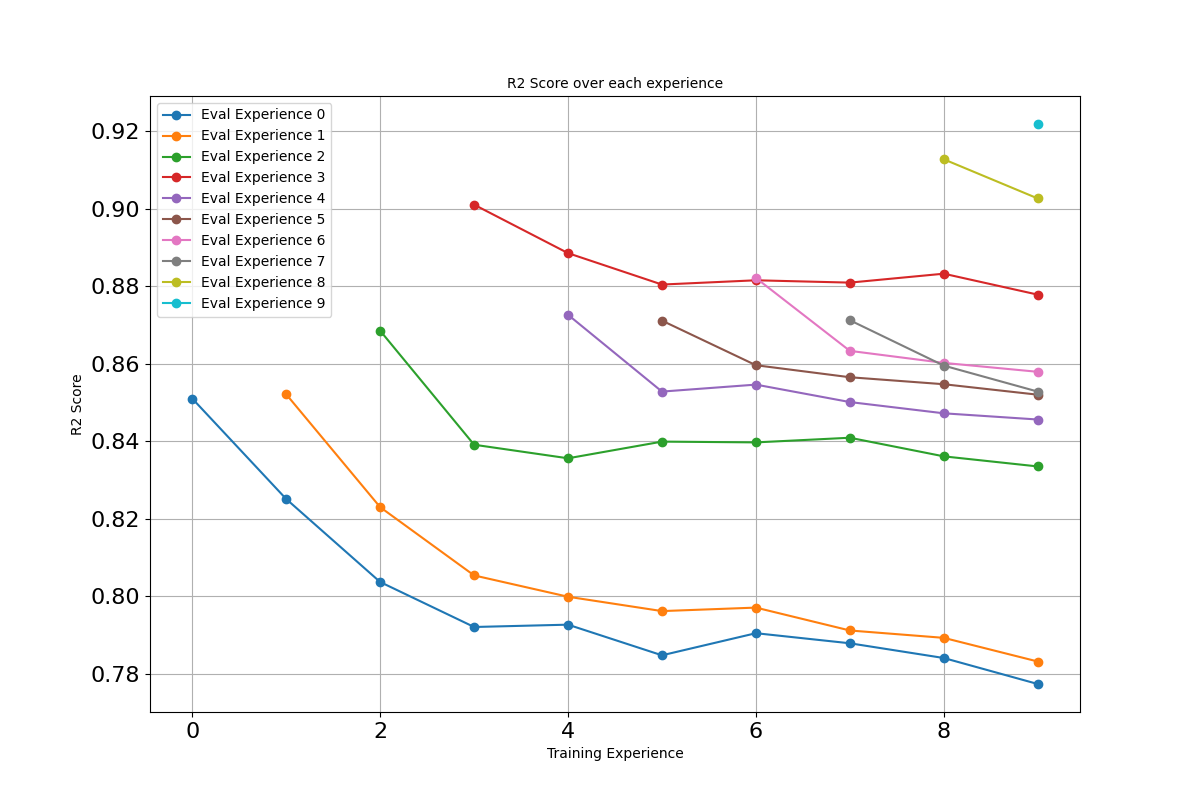 R2 Score over each experience
Eval Experience 0
Eval Experience 1
Eval Experience 2
Eval Experience 3
Eval Experience 4
Eval Experience 5
Eval Experience 6
Eval Experience 7
Eval Experience 8
Eval Experience 9
0.92
0.90
0.88
0.86
0.84
0.82
0.80
0.78
R2 Score
0 2 4 6 8
Training Experience